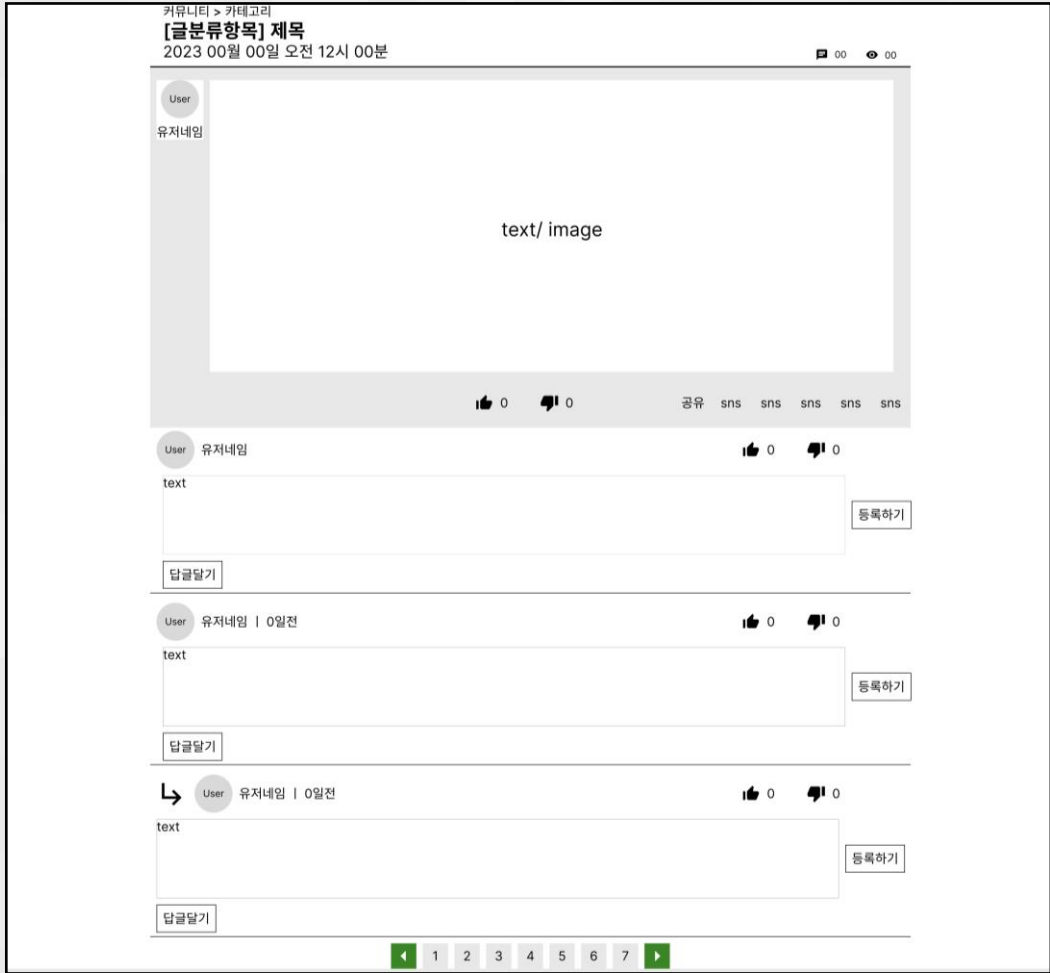 커뮤니티 > 카테고리
[글분류항목] 제목
2023 00월 00일 오전 12시 00분
00 00
User
유저네임
text/ image
0 0 공유 sns sns sns sns sns
User 유저네임 0 0
text
등록하기
답글달기
User 유저네임 | 0일전 0 0
text
등록하기
답글달기
User 유저네임 | 0일전 0 0
text
등록하기
답글달기
1 2 3 4 5 6 7